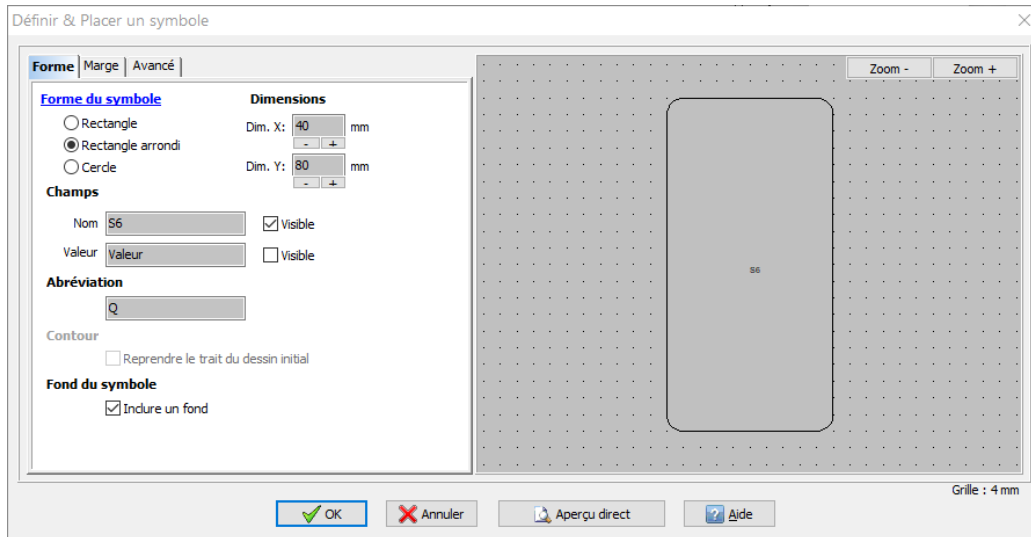 Définir & Placer un symbole
Forme Marge Avancé
Zoom - Zoom +
Forme du symbole Dimensions
Rectangle Dim. X: 40 mm
- +
Rectangle arrondi
Cercle Dim. Y: 80 mm
- +
Champs
Nom S6 Visible
Valeur Valeur Visible
S6
Abréviation
Q
Contour
Reprendre le trait du dessin initial
Fond du symbole
Inclure un fond
Grille : 4 mm
OK Annuler Aperçu direct Aide